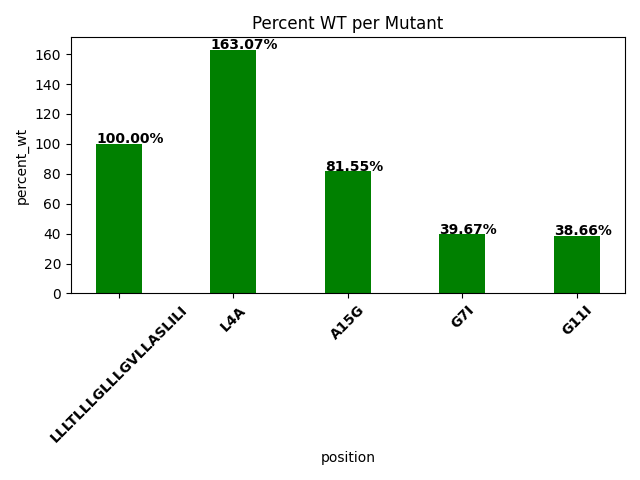 Percent WT per Mutant
percent_wt
160
140
120
100
80
60
40
20
0
100.00%
163.07%
81.55%
39.67%
38.66%
LLLTLLLGLLLGVLLASLILI
L4A
A15G
G7I
G11I
position